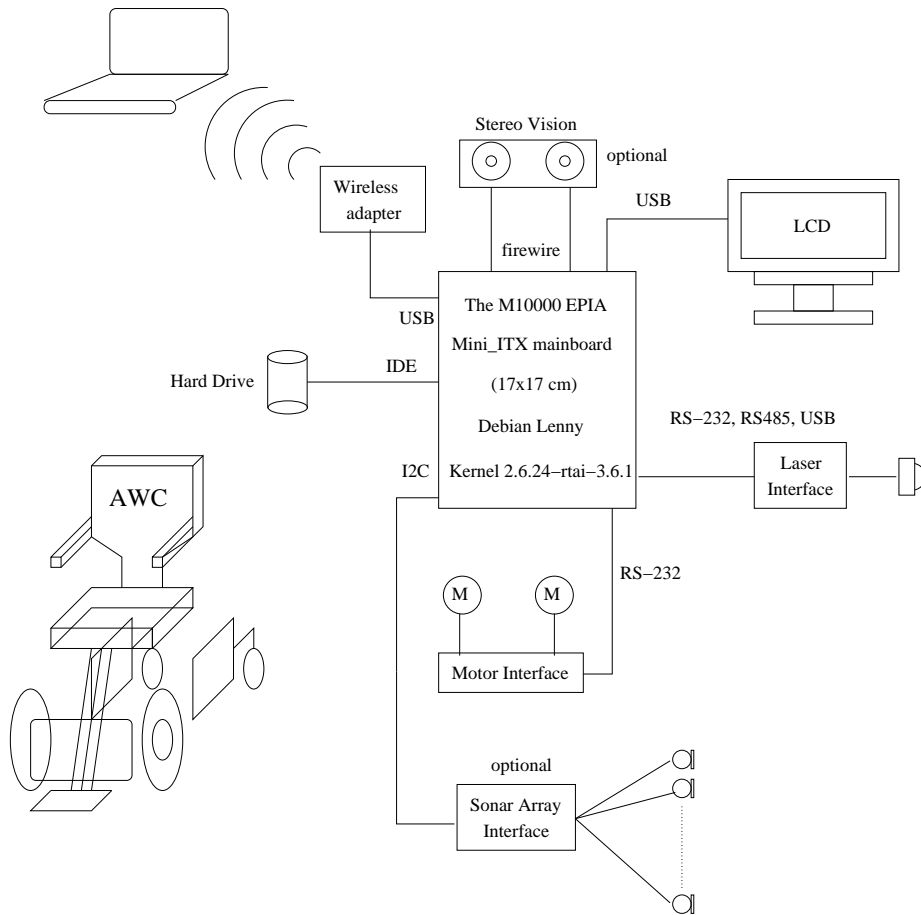 Stereo Vision
optional
Wireless
adapter
USB
LCD
firewire
The M10000 EPIA
USB
Mini_ITX mainboard
IDE
Hard Drive
(17x17 cm)
RS−232, RS485, USB
Debian Lenny
I2C
Kernel 2.6.24−rtai−3.6.1
Laser
Interface
AWC
RS−232
M
M
Motor Interface
optional
Sonar Array
Interface